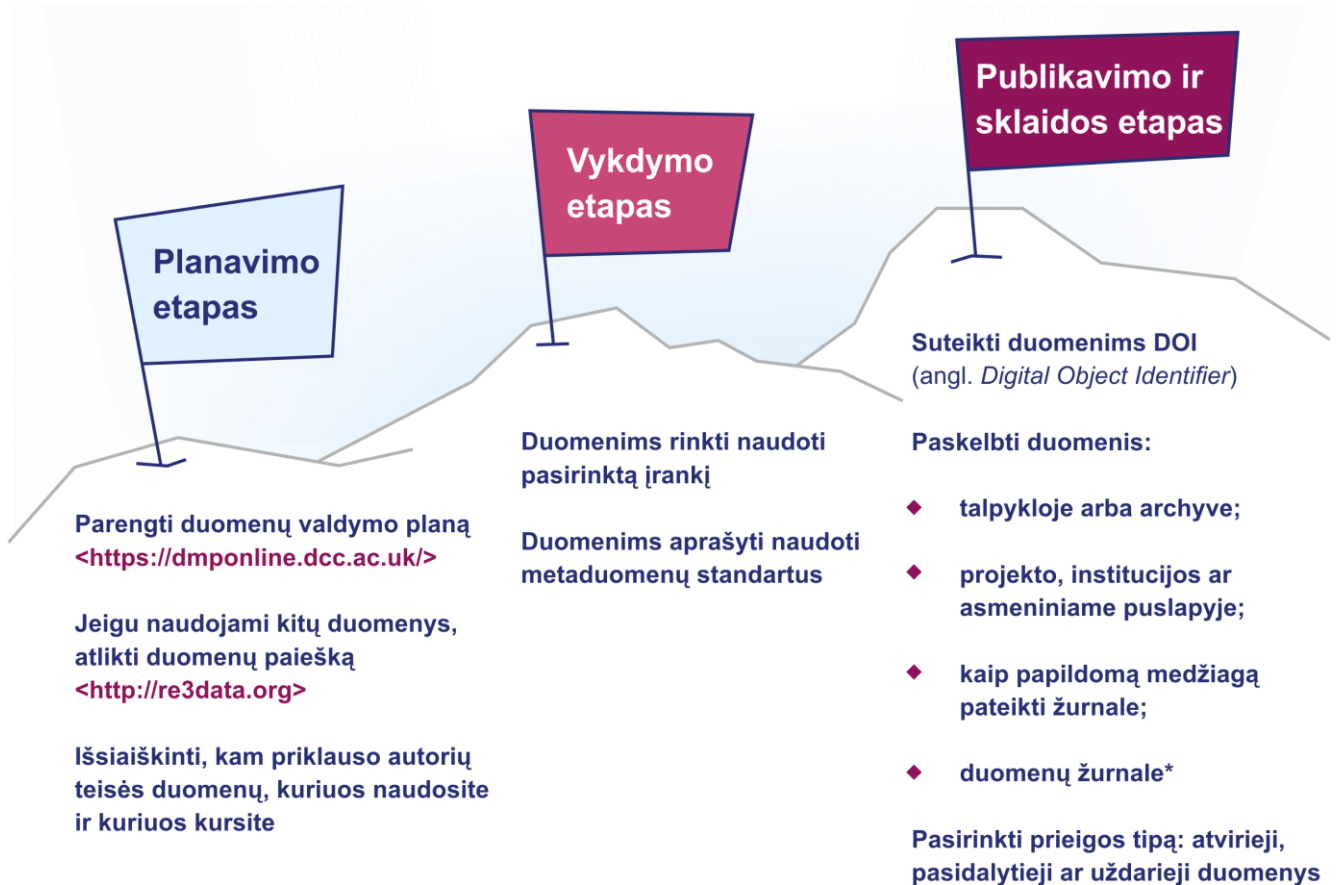 Planavimo
etapas
Parengti duomenų valdymo planą
<https://dmponline.dcc.ac.uk/>
Jeigu naudojami kitų duomenys,
atlikti duomenų paiešką
<http://re3data.org>
Išsiaiškinti, kam priklauso autorių
teisės duomenų, kuriuos naudosite
ir kuriuos kursite
Vykdymo
etapas
Duomenims rinkti naudoti
pasirinktą įrankį
Duomenims aprašyti naudoti
metaduomenų standartus
Publikavimo ir
sklaidos etapas
Suteikti duomenims DOI
(angl. Digital Object Identifier)
Paskelbti duomenis:
◆ talpykloje arba archyve;
◆ projekto, institucijos ar
asmeniniame puslapyje;
◆ kaip papildomą medžiagą
pateikti žurnale;
◆ duomenų žurnale*
Pasirinkti prieigos tipą: atvirieji,
pasidalytieji ar uždarieji duomenys